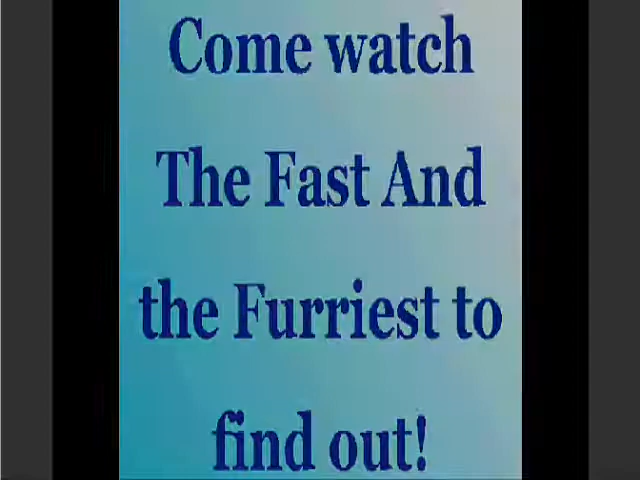 Come watch
The Fast And
the Furriest to
find out!